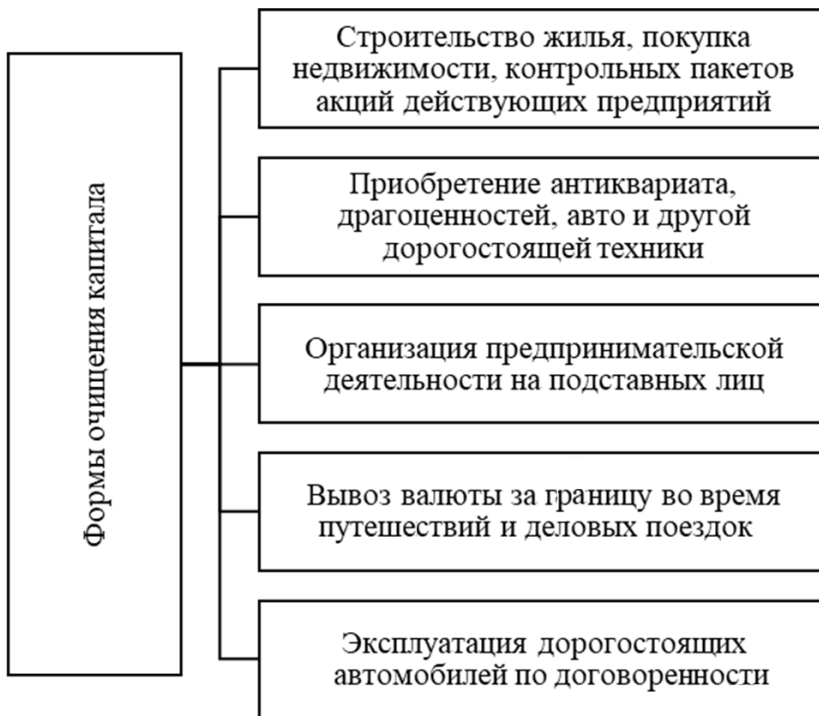 Формы очищения капитала
Строительство жилья, покупка
недвижимости, контрольных пакетов
акций действующих предприятий
Приобретение антиквариата,
драгоценностей, авто и другой
дорогостоящей техники
Организация предпринимательской
деятельности на подставных лиц
Вывоз валюты за границу во время
путешествий и деловых поездок
Эксплуатация дорогостоящих
автомобилей по договоренности